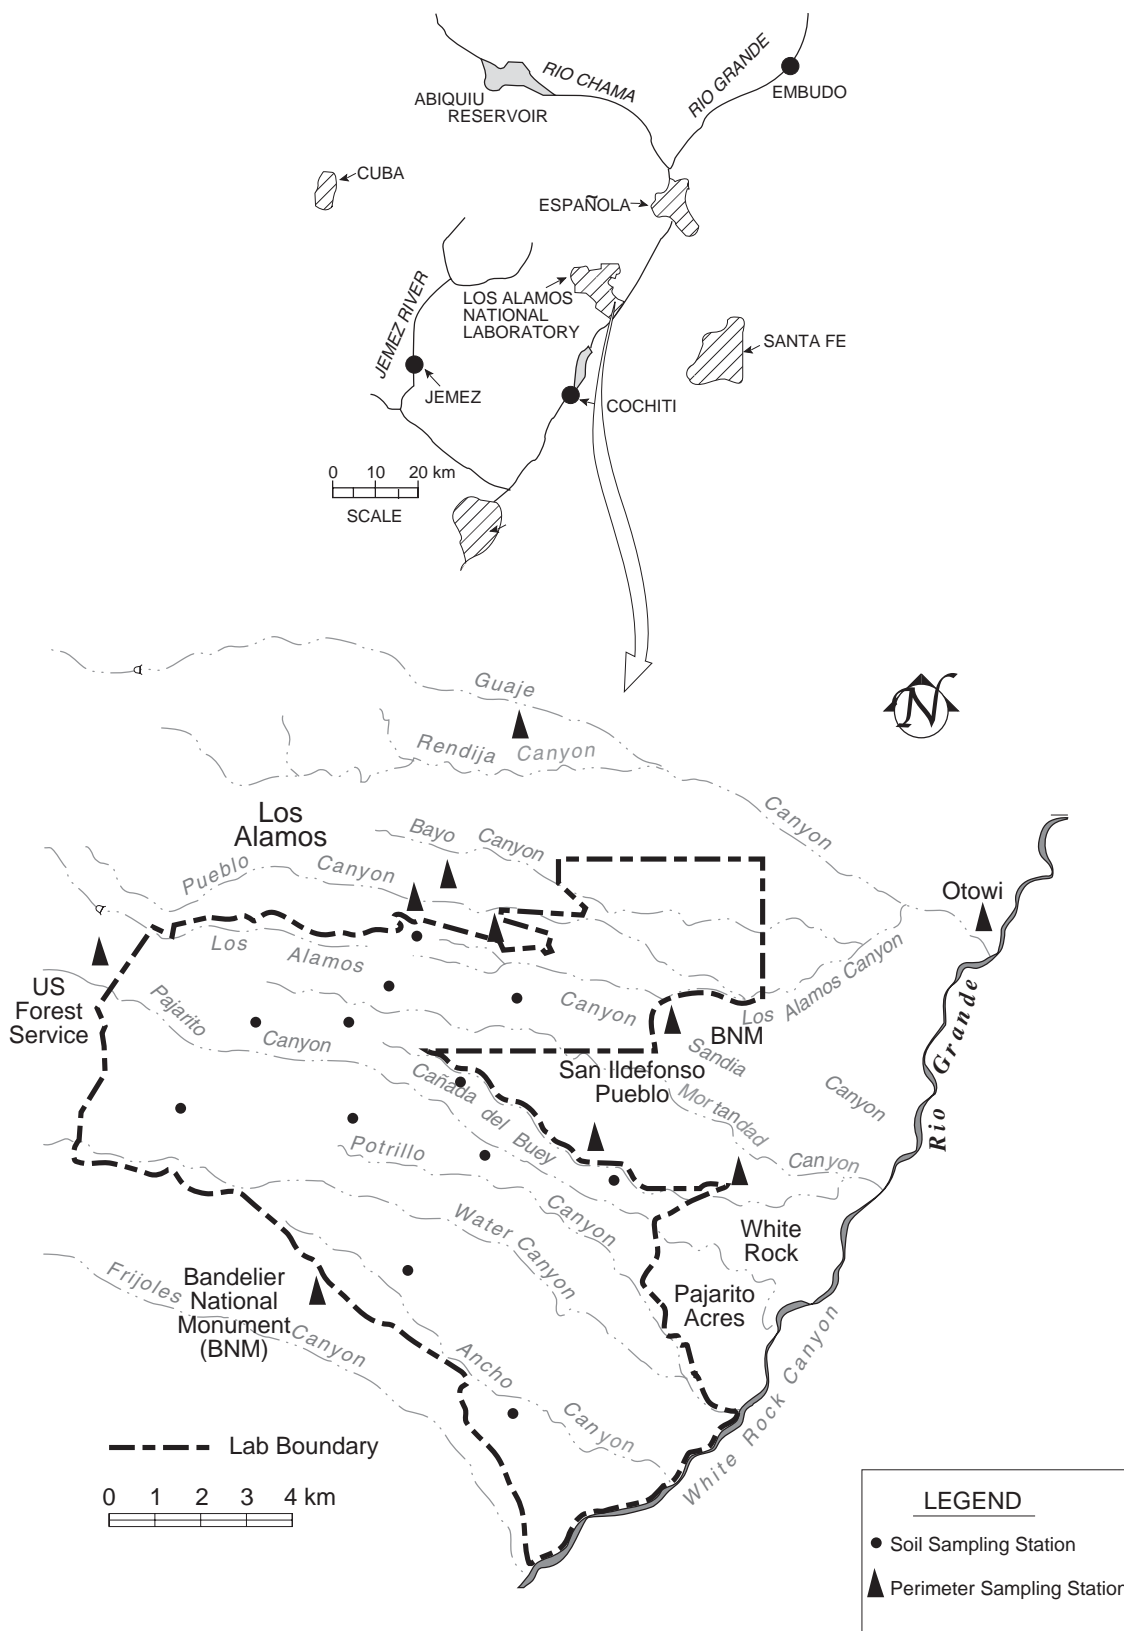 RIO CHAMA
RIO GRANDE
EMBUDO
ABIQUIU
RESERVOIR
CUBA
ESPAÑOLA
JEMEZ RIVER
LOS ALAMOS
NATIONAL
LABORATORY
SANTA FE
JEMEZ
COCHITI
0 10 20 km
SCALE
Guaje
N
Rendija Canyon
Canyon
Los
Alamos
Bayo Canyon
Pueblo Canyon
Otowi
Los Alamos
Canyon
Los Alamos Canyon
US
Forest
Service
Pajarito
Canyon
BNM
Sandia
Canyon
San Ildefonso
Pueblo
Rio Grande
Cañada del Buey
Mortandad
Canyon
Potrillo
Canyon
Water Canyon
White
Rock
Frijoles
Canyon
Bandelier
National
Monument
(BNM)
Pajarito
Acres
Ancho
Canyon
White Rock Canyon
Lab Boundary
0 1 2 3 4 km
LEGEND
Soil Sampling Station
Perimeter Sampling Station